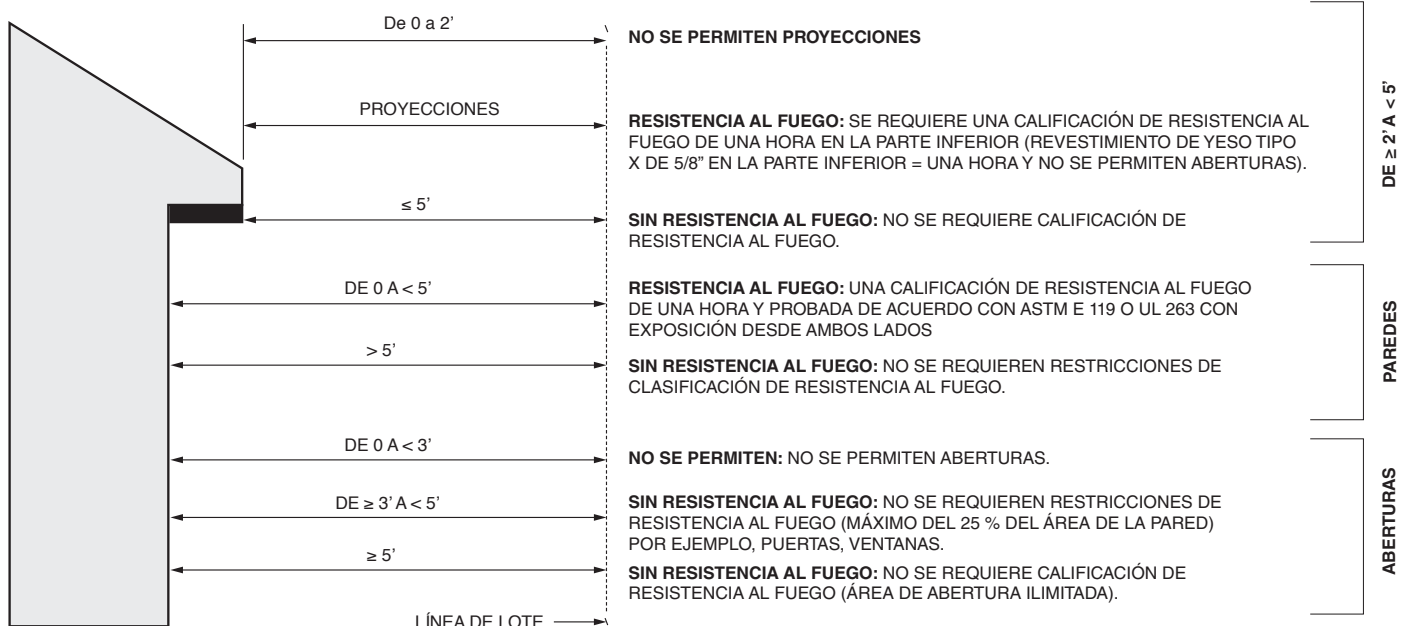 De 0 a 2’
NO SE PERMITEN PROYECCIONES
PROYECCIONES
RESISTENCIA AL FUEGO: SE REQUIERE UNA CALIFICACIÓN DE RESISTENCIA AL
FUEGO DE UNA HORA EN LA PARTE INFERIOR (REVESTIMIENTO DE YESO TIPO
X DE 5/8” EN LA PARTE INFERIOR = UNA HORA Y NO SE PERMITEN ABERTURAS).
≤ 5’
SIN RESISTENCIA AL FUEGO: NO SE REQUIERE CALIFICACIÓN DE
RESISTENCIA AL FUEGO.
DE ≥ 2’ A < 5’
DE 0 A < 5’
RESISTENCIA AL FUEGO: UNA CALIFICACIÓN DE RESISTENCIA AL FUEGO
DE UNA HORA Y PROBADA DE ACUERDO CON ASTM E 119 O UL 263 CON
EXPOSICIÓN DESDE AMBOS LADOS
> 5’
SIN RESISTENCIA AL FUEGO: NO SE REQUIEREN RESTRICCIONES DE
CLASIFICACIÓN DE RESISTENCIA AL FUEGO.
PAREDES
DE 0 A < 3’
NO SE PERMITEN: NO SE PERMITEN ABERTURAS.
DE ≥ 3’ A < 5’
SIN RESISTENCIA AL FUEGO: NO SE REQUIEREN RESTRICCIONES DE
RESISTENCIA AL FUEGO (MÁXIMO DEL 25 % DEL ÁREA DE LA PARED)
POR EJEMPLO, PUERTAS, VENTANAS.
≥ 5’
SIN RESISTENCIA AL FUEGO: NO SE REQUIERE CALIFICACIÓN DE
RESISTENCIA AL FUEGO (ÁREA DE ABERTURA ILIMITADA).
ABERTURAS
LÍNEA DE LOTE